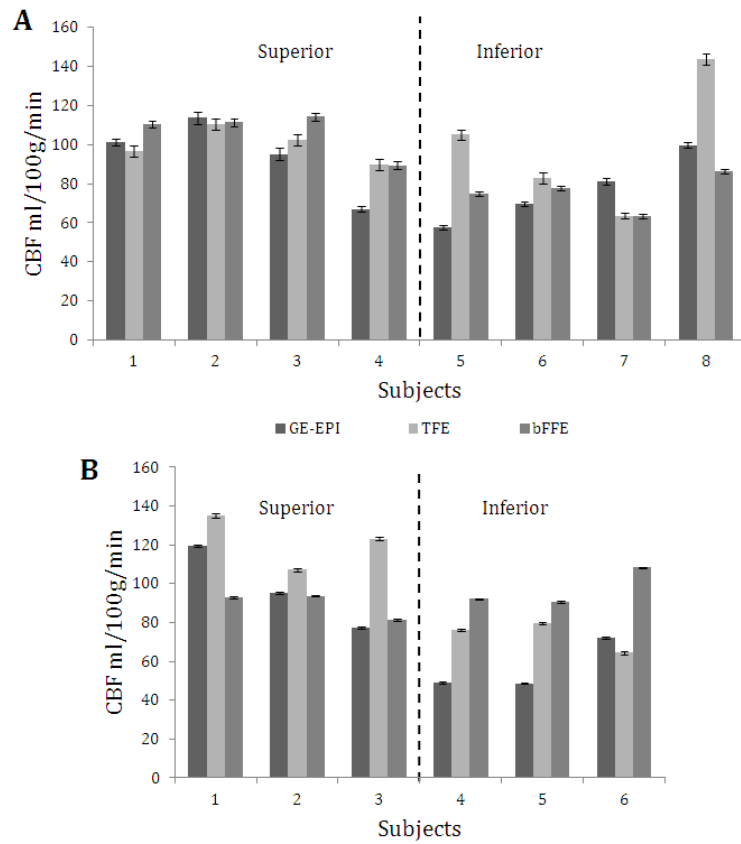 A
CBF ml/100g/min
160
140
120
100
80
60
40
20
0
Superior
Inferior
1 2 3 4 5 6 7 8
Subjects
GE-EPI TFE bFFE
B
CBF ml/100g/min
160
140
120
100
80
60
40
20
0
Superior
Inferior
1 2 3 4 5 6
Subjects